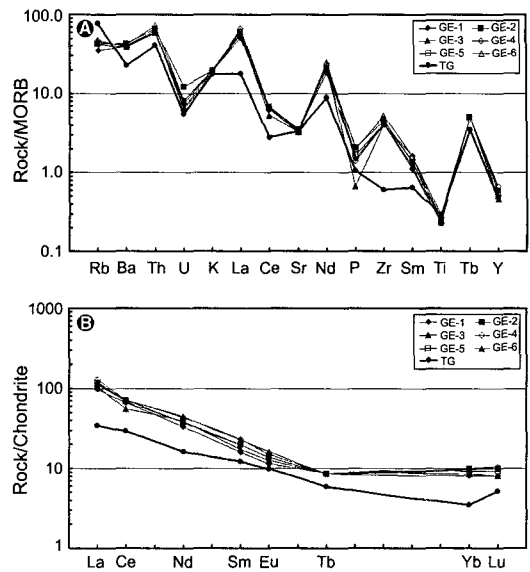 A
GE-1 GE-2
GE-3 GE-4
GE-5 GE-6
TG
Rock/MORB
100.0
10.0
1.0
0.1
Rb Ba Th U K La Ce Sr Nd P Zr Sm Ti Tb Y
B
GE-1 GE-2
GE-3 GE-4
GE-5 GE-6
TG
Rock/Chondrite
1000
100
10
1
La Ce Nd Sm Eu Tb Yb Lu